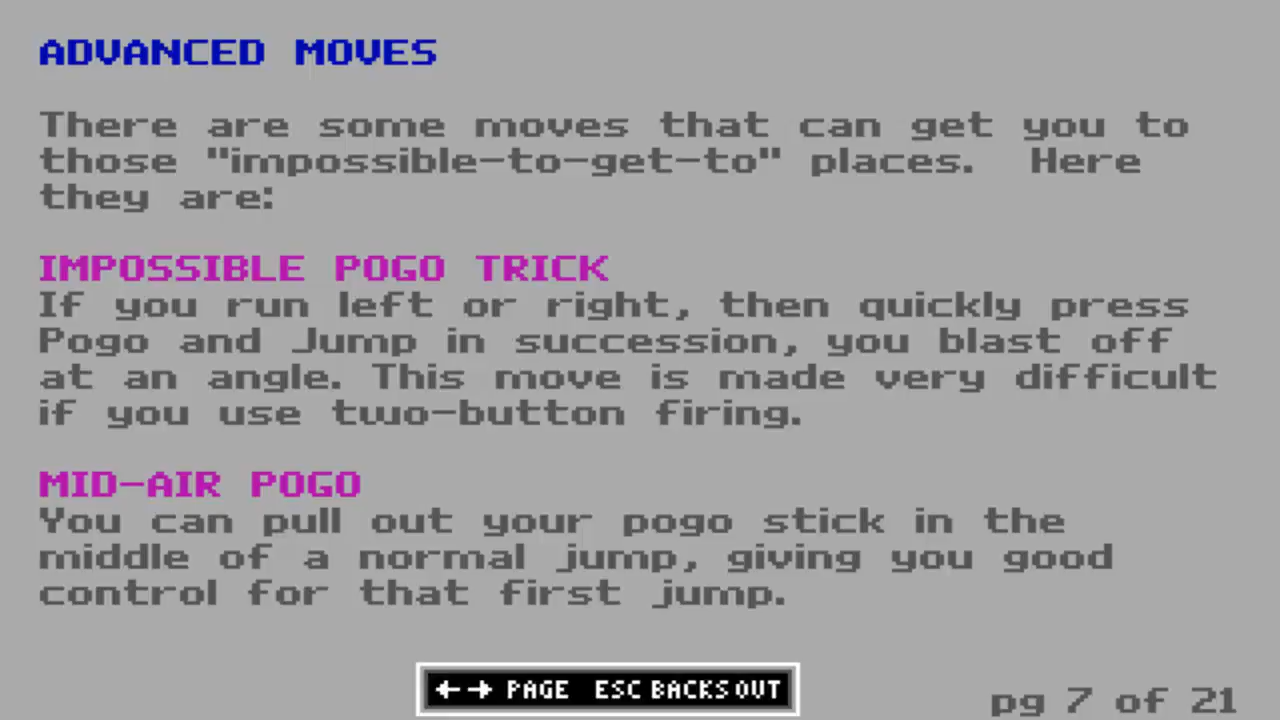 ADVANCED MOVES
There are some moves that can get you to
those "impossible-to-get-to" places.  Here
they are:
IMPOSSIBLE POGO TRICK
If you run left or right, then quickly press
Pogo and Jump in succession, you blast off
at an angle. This move is made very difficult
if you use two-button firing.
MID-AIR POGO
You can pull out your pogo stick in the
middle of a normal jump, giving you good
control for that first jump.
←→ PAGE  ESC BACKS OUT
pg 7 of 21